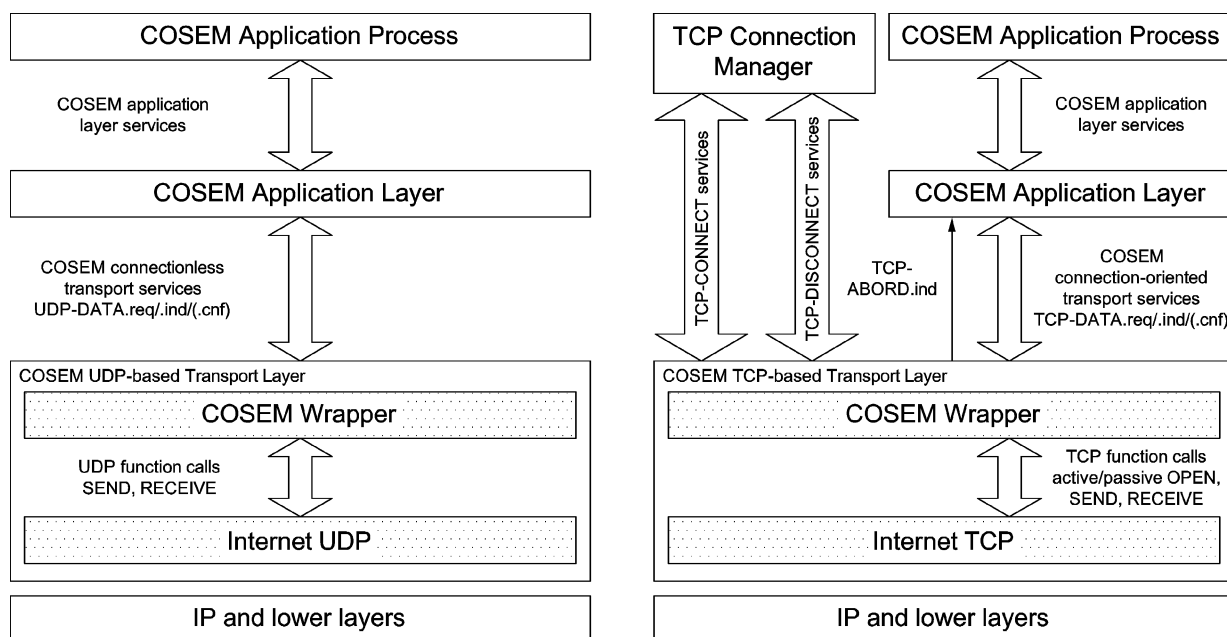 COSEM Application Process
COSEM application
layer services
COSEM Application Layer
COSEM connectionless
transport services
UDP-DATA.req/.ind/(.cnf)
COSEM UDP-based Transport Layer
COSEM Wrapper
UDP function calls
SEND, RECEIVE
Internet UDP
IP and lower layers
TCP Connection
Manager
COSEM Application Process
COSEM application
layer services
COSEM Application Layer
TCP-CONNECT services
TCP-DISCONNECT services
TCP-
ABORD.ind
COSEM
connection-oriented
transport services
TCP-DATA.req/.ind/(.cnf)
COSEM TCP-based Transport Layer
COSEM Wrapper
TCP function calls
active/passive OPEN,
SEND, RECEIVE
Internet TCP
IP and lower layers